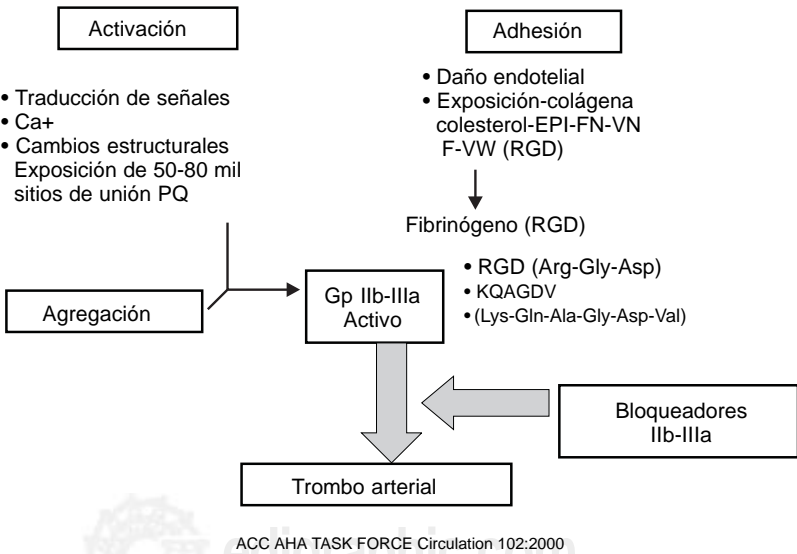 Activación
• Traducción de señales
• Ca+
• Cambios estructurales
Exposición de 50-80 mil
sitios de unión PQ
Adhesión
• Daño endotelial
• Exposición-colágena
colesterol-EPI-FN-VN
F-VW (RGD)
Fibrinógeno (RGD)
• RGD (Arg-Gly-Asp)
• KQAGDV
• (Lys-Gln-Ala-Gly-Asp-Val)
Agregación
Gp IIb-IIIa
Activo
Bloqueadores
IIb-IIIa
Trombo arterial
ACC AHA TASK FORCE Circulation 102:2000